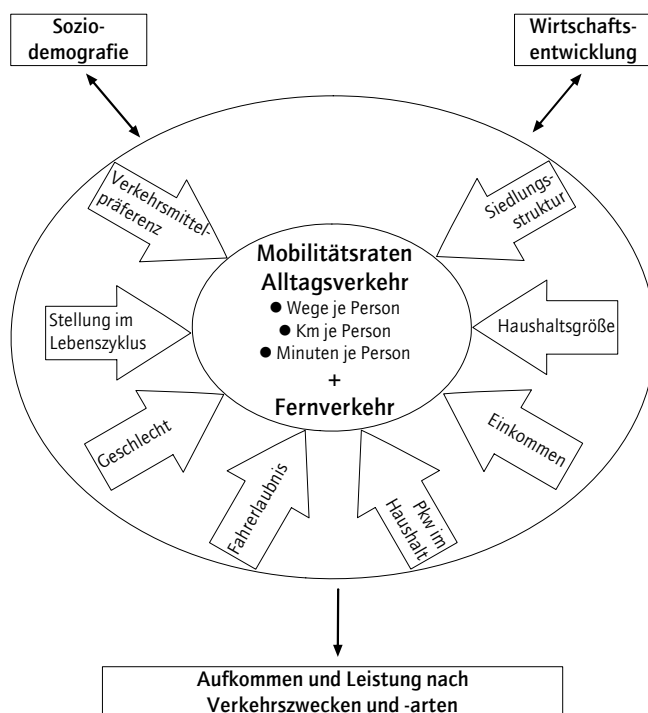 Sozio-
demografie
Wirtschafts-
entwicklung
Verkehrsmittel-
präferenz
Siedlungs-
struktur
Mobilitätsraten
Alltagsverkehr
● Wege je Person
● Km je Person
● Minuten je Person
+
Fernverkehr
Stellung im
Lebenszyklus
Haushaltsgröße
Geschlecht
Einkommen
Fahrerlaubnis
Pkw im
Haushalt
Aufkommen und Leistung nach
Verkehrszwecken und -arten